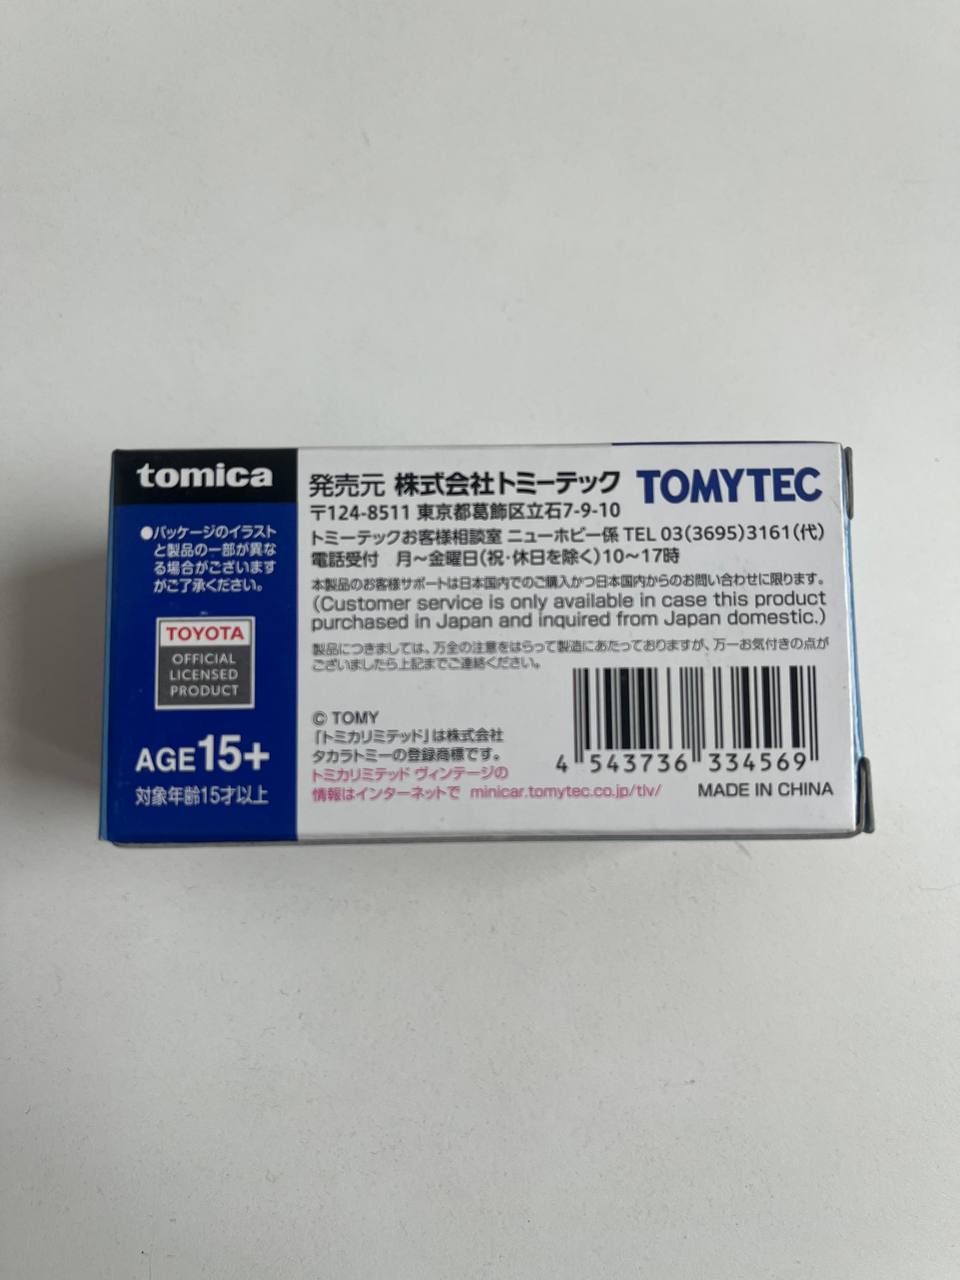 tomica
●パッケージのイラスト
と製品の一部が異な
る場合がございます
がご了承ください。
TOYOTA
OFFICIAL
LICENSED
PRODUCT
AGE 15+
対象年齢15才以上
発売元 株式会社トミーテック TOMYTEC
〒124-8511 東京都葛飾区立石7-9-10
トミーテックお客様相談室 ニューホビー係 TEL 03(3695)3161(代)
電話受付 月～金曜日(祝・休日を除く)10～17時
本製品のお客様サポートは日本国内でのご購入かつ日本国内からのお問い合わせに限ります。
(Customer service is only available in case this product
purchased in Japan and inquired from Japan domestic.)
製品につきましては、万全の注意をはらって製造にあたっておりますが、万一お気付きの点が
ございましたら上記までご連絡ください。
© TOMY
「トミカリミテッド」は株式会社
タカラトミーの登録商標です。
トミカリミテッド ヴィンテージの
情報はインターネットで minicar.tomytec.co.jp/tlv/
4 543736 334569
MADE IN CHINA